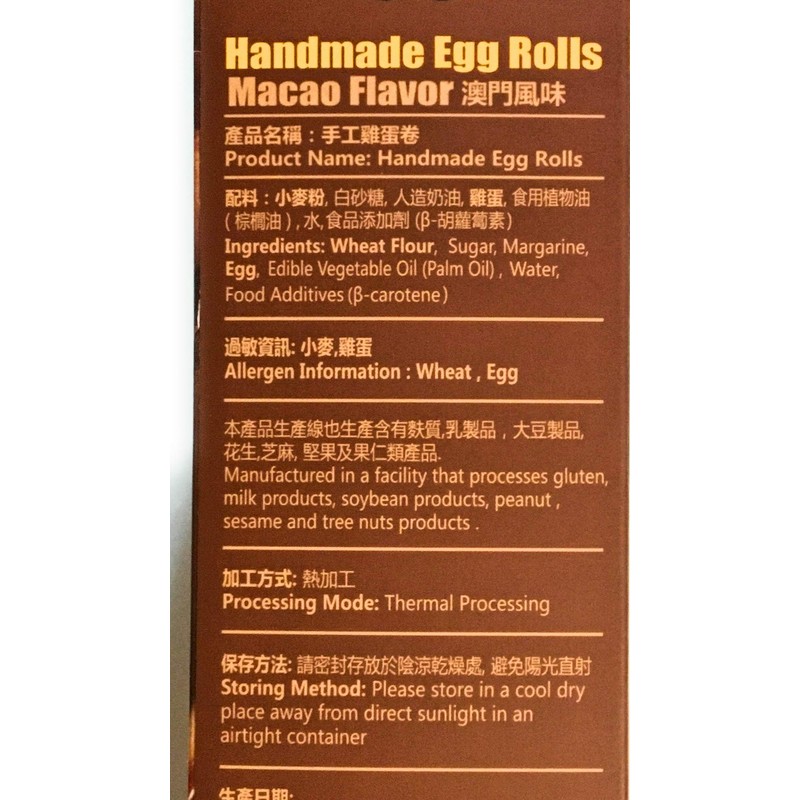 Handmade Egg Rolls
Macao Flavor 澳門風味
產品名稱：手工雞蛋卷
Product Name: Handmade Egg Rolls
配料：小麥粉, 白砂糖, 人造奶油, 雞蛋, 食用植物油
( 棕櫚油 ) , 水, 食品添加劑 (β-胡蘿蔔素)
Ingredients: Wheat Flour, Sugar, Margarine,
Egg, Edible Vegetable Oil (Palm Oil) , Water,
Food Additives (β-carotene)
過敏資訊: 小麥,雞蛋
Allergen Information : Wheat , Egg
本產品生產線也生產含有麩質,乳製品 , 大豆製品,
花生,芝麻, 堅果及果仁類產品.
Manufactured in a facility that processes gluten,
milk products, soybean products, peanut ,
sesame and tree nuts products .
加工方式: 熱加工
Processing Mode: Thermal Processing
保存方法: 請密封存放於陰涼乾燥處, 避免陽光直射
Storing Method: Please store in a cool dry
place away from direct sunlight in an
airtight container
生產日期: